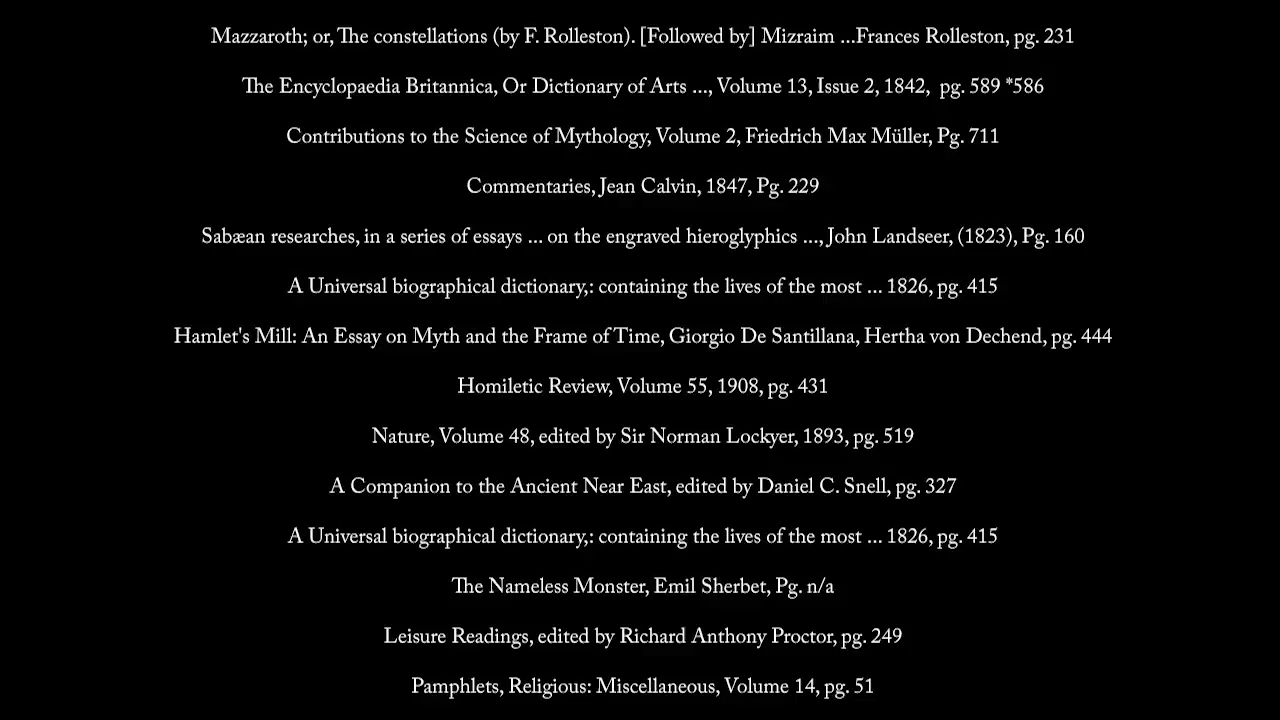 Mazzaroth; or, The constellations (by F. Rolleston). [Followed by] Mizraim ...Frances Rolleston, pg. 231
The Encyclopaedia Britannica, Or Dictionary of Arts ..., Volume 13, Issue 2, 1842, pg. 589 *586
Contributions to the Science of Mythology, Volume 2, Friedrich Max Müller, Pg. 711
Commentaries, Jean Calvin, 1847, Pg. 229
Sabæan researches, in a series of essays ... on the engraved hieroglyphics ..., John Landseer, (1823), Pg. 160
A Universal biographical dictionary,: containing the lives of the most ... 1826, pg. 415
Hamlet's Mill: An Essay on Myth and the Frame of Time, Giorgio De Santillana, Hertha von Dechend, pg. 444
Homiletic Review, Volume 55, 1908, pg. 431
Nature, Volume 48, edited by Sir Norman Lockyer, 1893, pg. 519
A Companion to the Ancient Near East, edited by Daniel C. Snell, pg. 327
A Universal biographical dictionary,: containing the lives of the most ... 1826, pg. 415
The Nameless Monster, Emil Sherbet, Pg. n/a
Leisure Readings, edited by Richard Anthony Proctor, pg. 249
Pamphlets, Religious: Miscellaneous, Volume 14, pg. 51